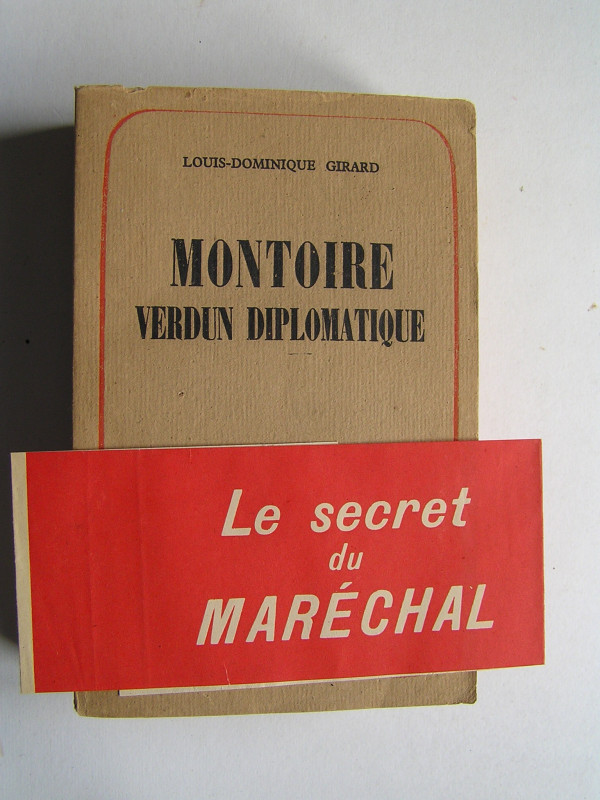 LOUIS-DOMINIQUE GIRARD
MONTOIRE
VERDUN DIPLOMATIQUE
Le secret
du
MARÉCHAL